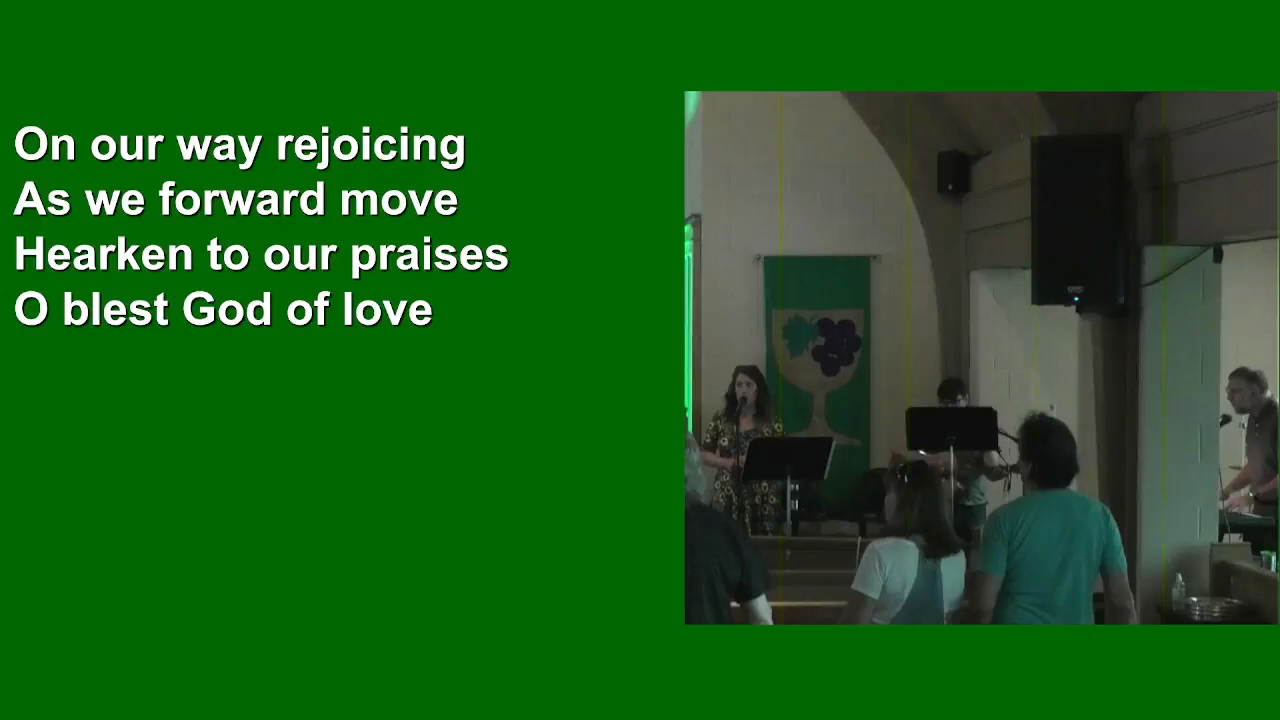 On our way rejoicing
As we forward move
Hearken to our praises
O blest God of love